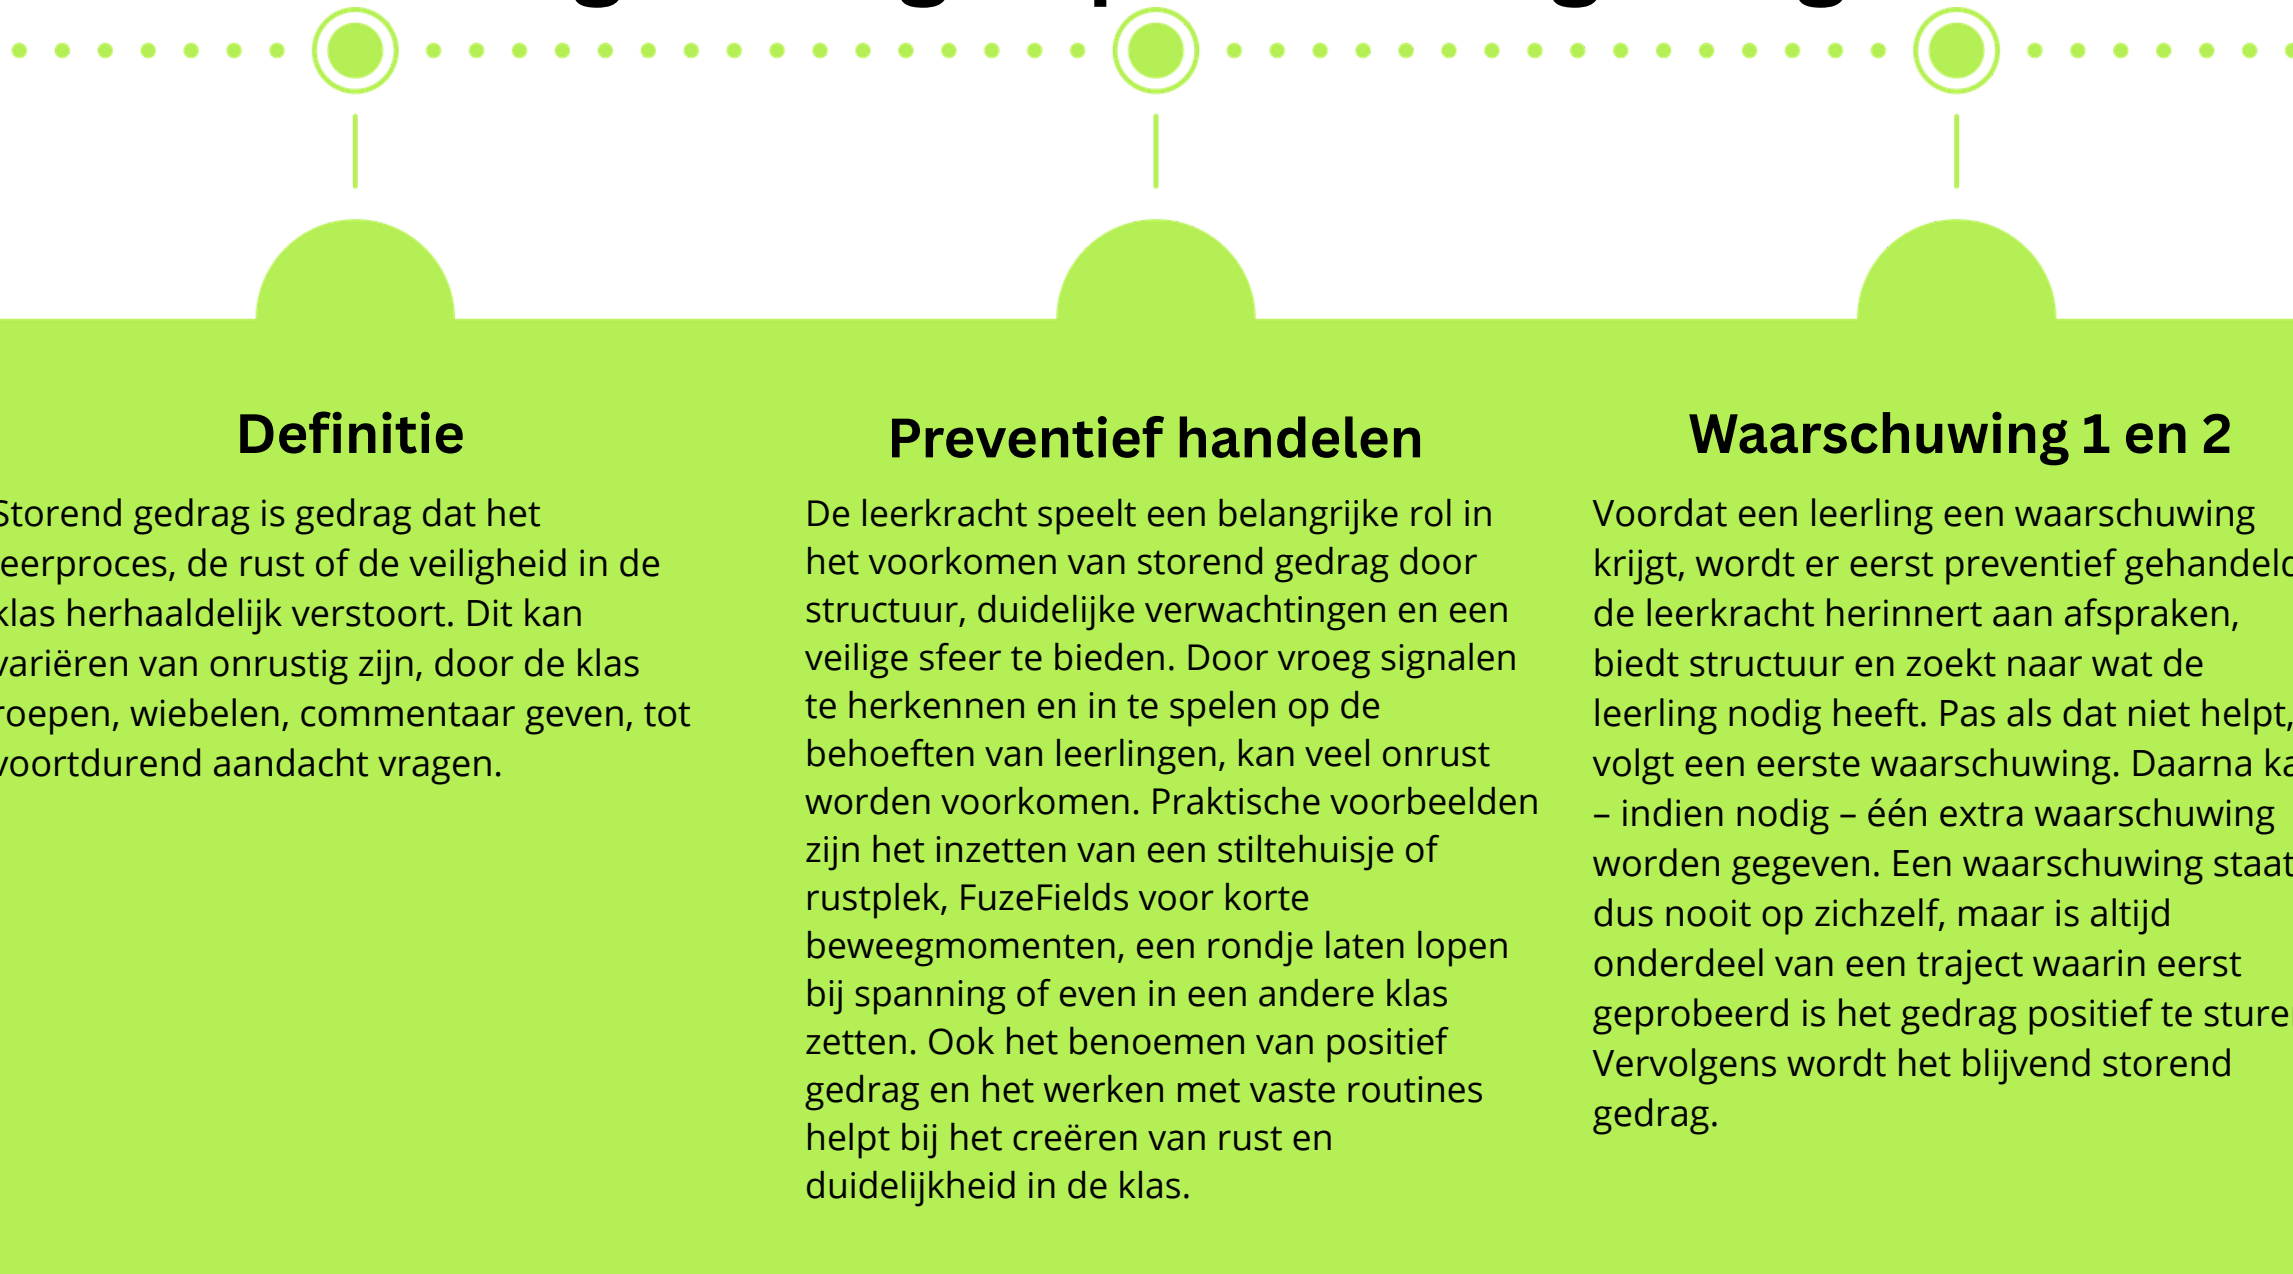 Definitie
Storend gedrag is gedrag dat het
leerproces, de rust of de veiligheid in de
klas herhaaldelijk verstoort. Dit kan
variëren van onrustig zijn, door de klas
roepen, wiebelen, commentaar geven, tot
voortdurend aandacht vragen.
Preventief handelen
De leerkracht speelt een belangrijke rol in
het voorkomen van storend gedrag door
structuur, duidelijke verwachtingen en een
veilige sfeer te bieden. Door vroeg signalen
te herkennen en in te spelen op de
behoeften van leerlingen, kan veel onrust
worden voorkomen. Praktische voorbeelden
zijn het inzetten van een stiltehuisje of
rustplek, FuzeFields voor korte
beweegmomenten, een rondje laten lopen
bij spanning of even in een andere klas
zetten. Ook het benoemen van positief
gedrag en het werken met vaste routines
helpt bij het creëren van rust en
duidelijkheid in de klas.
Waarschuwing 1 en 2
Voordat een leerling een waarschuwing
krijgt, wordt er eerst preventief gehandeld
de leerkracht herinnert aan afspraken,
biedt structuur en zoekt naar wat de
leerling nodig heeft. Pas als dat niet helpt,
volgt een eerste waarschuwing. Daarna
– indien nodig – één extra waarschuwing
worden gegeven. Een waarschuwing staat
dus nooit op zichzelf, maar is altijd
onderdeel van een traject waarin eerst
geprobeerd is het gedrag positief te sture
Vervolgens wordt het blijvend storend
gedrag.